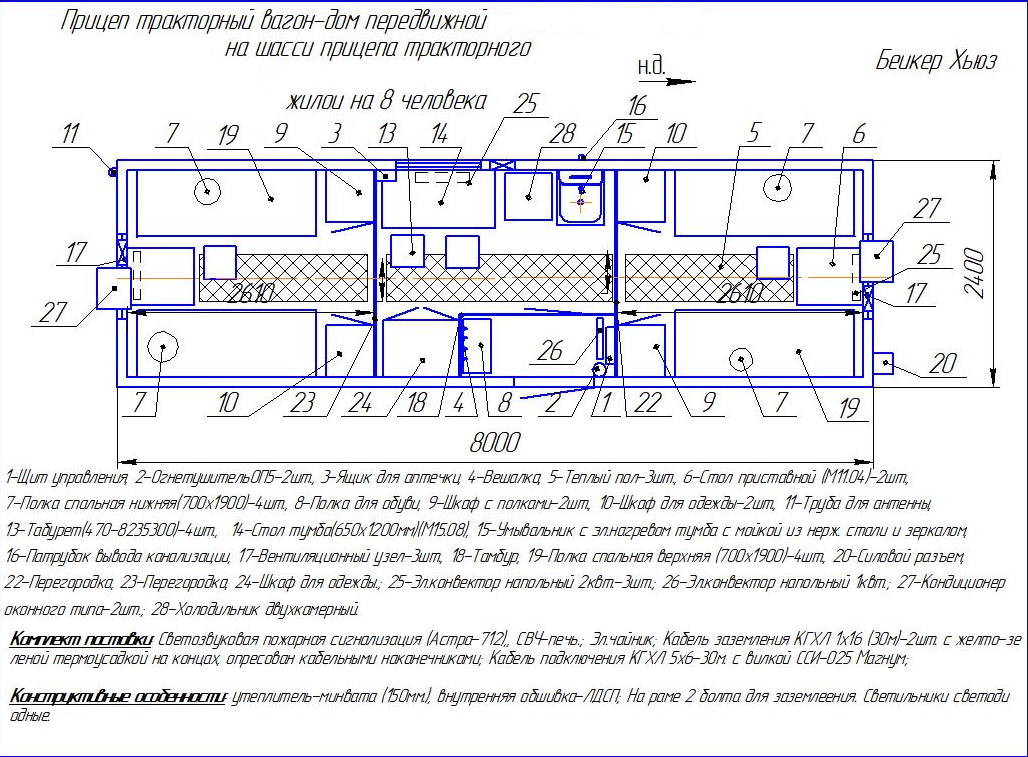 Прицеп тракторный вагон-дом передвижной
на шасси прицепа тракторного
Бейкер Хьюз
н.д.
жилой на 8 человека
11 7 19 9 3 13 14 25 28 16 15 10 5 7 6
17 27
27 25 17 20
2610 2610
2400
26
7 10 23 24 18 4 8 2 1 22 9 7 19
8000
1-Щит управления, 2-ОгнетушительОП5-2шт., 3-Ящик для аптечки, 4-Вешалка, 5-Теплый пол-3шт., 6-Стол приставной (М11.04)-2шт.,
7-Полка спальная нижняя(700х1900)-4шт., 8-Полка для обуви, 9-Шкаф с полками-2шт., 10-Шкаф для одежды-2шт., 11-Труба для антенны,
13-Табурет(470-8235300)-4шт., 14-Стол тумба(650х1200мм)(М15.08), 15-Умывальник с эл.нагревом тумба с мойкой из нерж. стали и зеркалом,
16-Патрубок вывода канализации, 17-Вентиляционный узел-3шт., 18-Тамбур, 19-Полка спальная верхняя (700х1900)-4шт., 20-Силовой разъем,
22-Перегородка, 23-Перегородка, 24-Шкаф для одежды.; 25-Эл.конвектор напольный 2квт-3шт.; 26-Эл.конвектор напольный 1квт.; 27-Кондиционер
оконного типа-2шт.; 28-Холодильник двухкамерный.
Комплект поставки: Светозвуковая пожарная сигнализация (Астра-712),, СВЧ-печь.; Эл.чайник; Кабель заземления КГХЛ 1х16 (30м)-2шт. с желто-зе
леной термоусадкой на концах, опресован кабельными наконечниками; Кабель подключения КГХЛ 5х6-30м. с вилкой ССИ-025 Магнум.;
Конструктивные особенности: утеплитель-минвата (150мм.), внутренняя обшивка-ЛДСП; На раме 2 болта для заземлеения. Светильники светоди
одные.